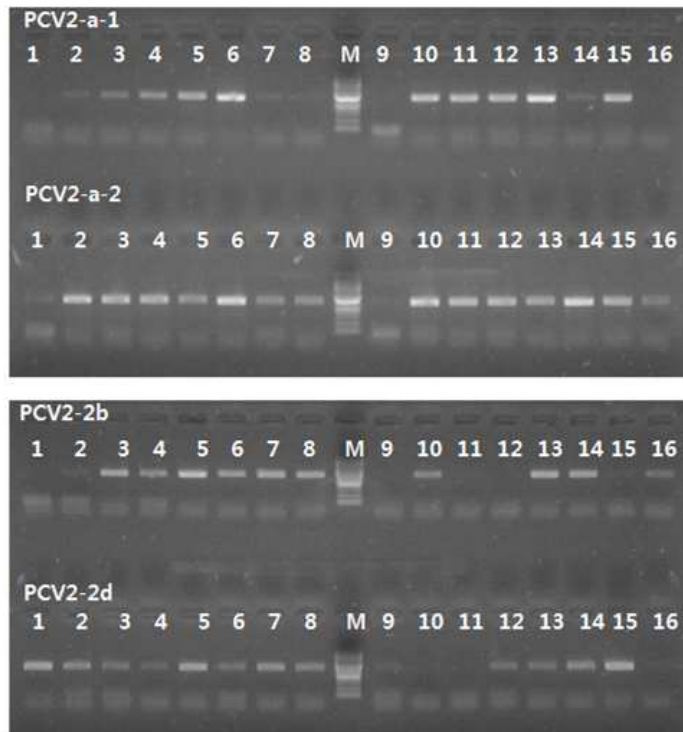 PCV2-a-1
1 2 3 4 5 6 7 8 M 9 10 11 12 13 14 15 16
PCV2-a-2
1 2 3 4 5 6 7 8 M 9 10 11 12 13 14 15 16
PCV2-2b
1 2 3 4 5 6 7 8 M 9 10 11 12 13 14 16
PCV2-2d
1 2 3 4 5 6 7 8 M 9 10 11 12 13 14 15 16